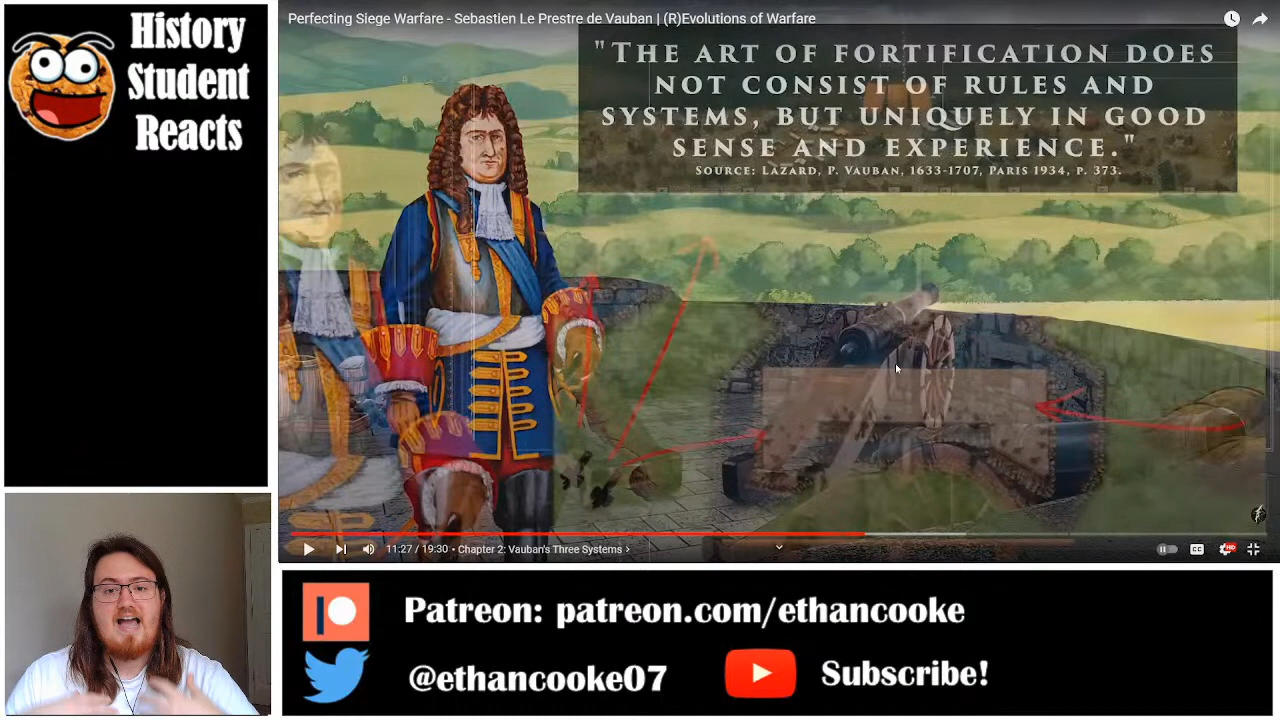 History
Student
Reacts
Perfecting Siege Warfare - Sebastien Le Prestre de Vauban | (R)Evolutions of Warfare
"THE ART OF FORTIFICATION DOES
NOT CONSIST OF RULES AND
SYSTEMS, BUT UNIQUELY IN GOOD
SENSE AND EXPERIENCE."
SOURCE: LAZARD, P. VAUBAN, 1633-1707, PARIS 1934, P. 373.
11:27 / 19:30 • Chapter 2: Vauban's Three Systems >
CC
HD
Patreon: patreon.com/ethancooke
@ethancooke07
Subscribe!